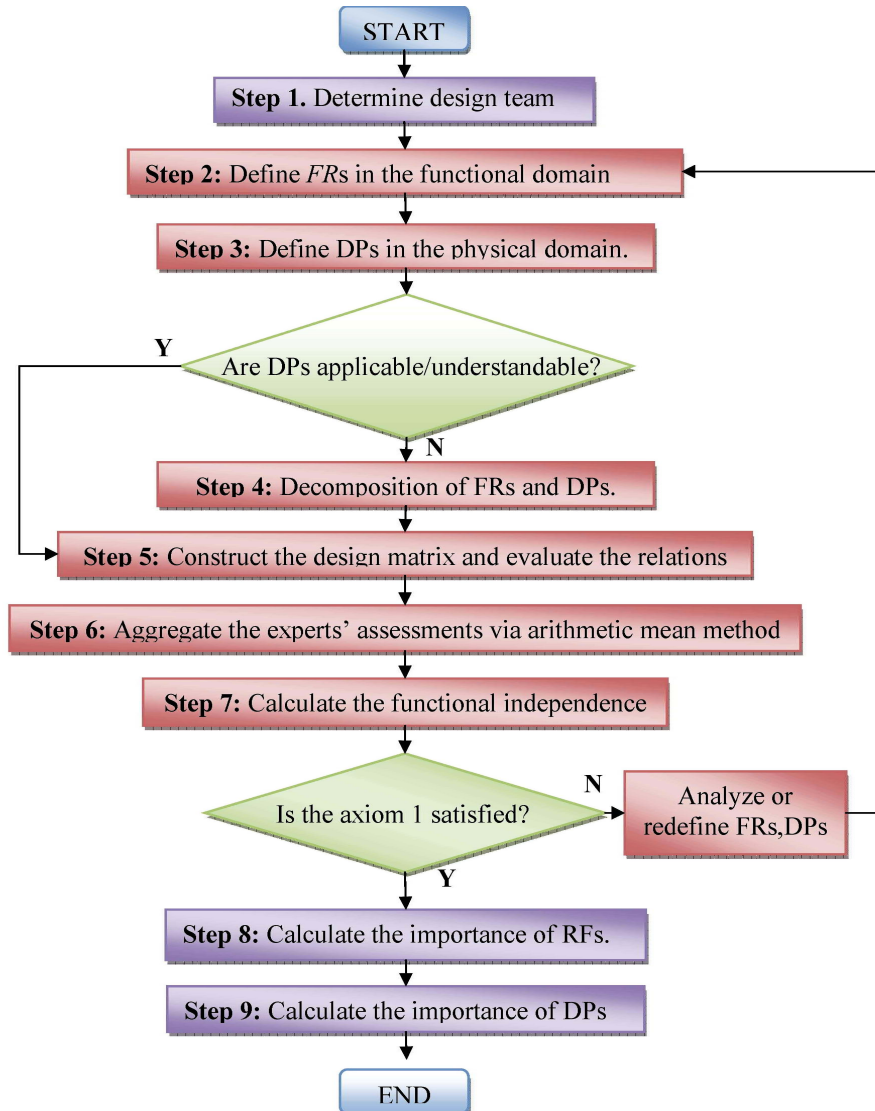 START
Step 1. Determine design team
Step 2: Define FRs in the functional domain
Step 3: Define DPs in the physical domain.
Y
Are DPs applicable/understandable?
N
Step 4: Decomposition of FRs and DPs.
Step 5: Construct the design matrix and evaluate the relations
Step 6: Aggregate the experts’ assessments via arithmetic mean method
Step 7: Calculate the functional independence
Is the axiom 1 satisfied?
N
Analyze or
redefine FRs,DPs
Y
Step 8: Calculate the importance of RFs.
Step 9: Calculate the importance of DPs
END